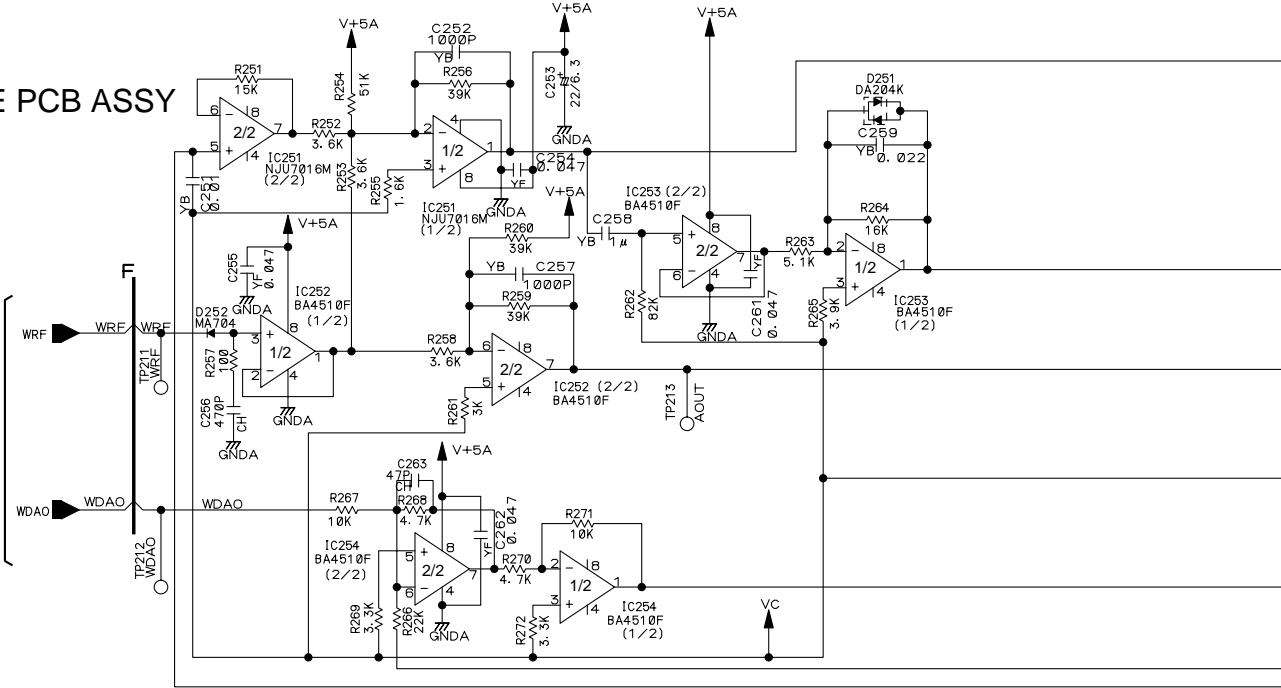 E PCB ASSY
V+5A
V+5A
V+5A
C252
1000P
YB
R256
39K
R251
15K
R254
51K
C253
22/6.3
D251
DA204K
C259
YB 0.022
6
8
7
2/2
5
4
IC251
NJU7016M
(2/2)
R252
3.6K
R253
3.6K
R255
1.6K
2
4
1
1/2
3
8
IC251
NJU7016M
(1/2)
GNDA
C254
0.047
YF
GNDA
V+5A
C251
0.01
YB
R260
39K
YB
C257
1000P
R259
39K
C258
YB
1μ
IC253 (2/2)
BA4510F
5
8
7
2/2
6
4
R262
82K
GNDA
C261
0.047
YF
R263
5.1K
R264
16K
2
8
1
1/2
3
4
R265
3.9K
IC253
BA4510F
(1/2)
V+5A
C255
YF
0.047
GNDA
IC252
BA4510F
(1/2)
F
WRF
WRF
WRF
D252
MA704
TP211
WRF
R257
100
C256
470P
CH
GNDA
3
8
1/2
1
2
4
GNDA
R258
3.6K
6
8
2/2
7
5
4
R261
3K
IC252 (2/2)
BA4510F
TP213
AOUT
V+5A
WDAO
WDAO
WDAO
TP212
WDAO
R267
10K
C263
47P
CH
R268
4.7K
C262
0.047
YF
IC254
BA4510F
(2/2)
5
8
2/2
7
6
4
R269
3.3K
R266
22K
GNDA
R270
4.7K
R271
10K
2
8
1/2
1
3
4
R272
3.3K
IC254
BA4510F
(1/2)
VC